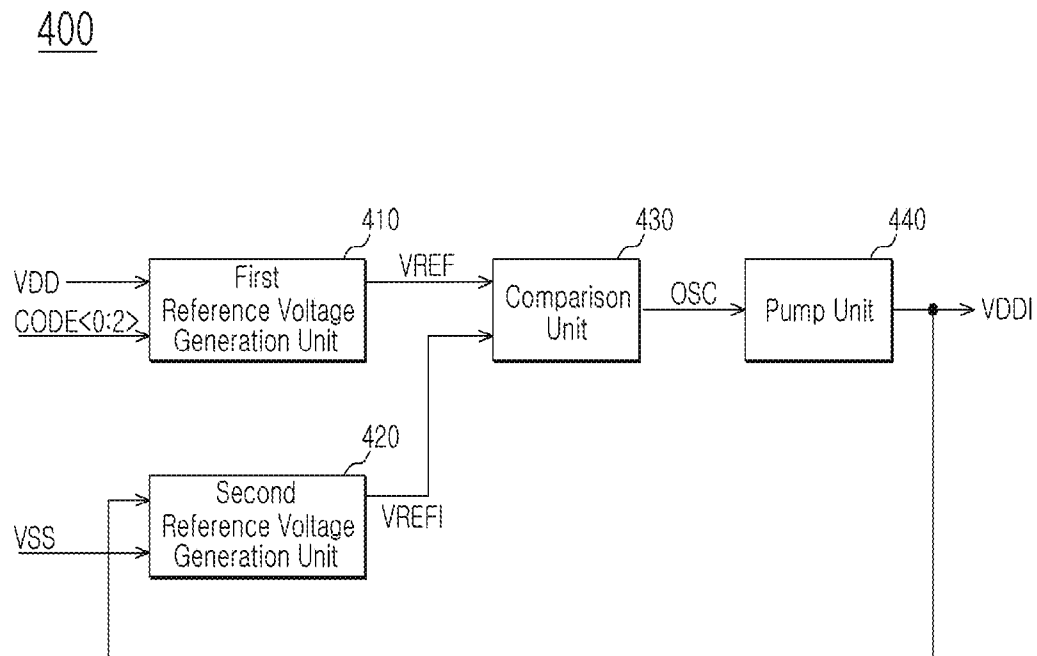 400
410
430
440
VDD
First
Reference Voltage
Generation Unit
VREF
Comparison
Unit
OSC
Pump Unit
VDDI
CODE<0:2>
420
Second
Reference Voltage
Generation Unit
VREFI
VSS